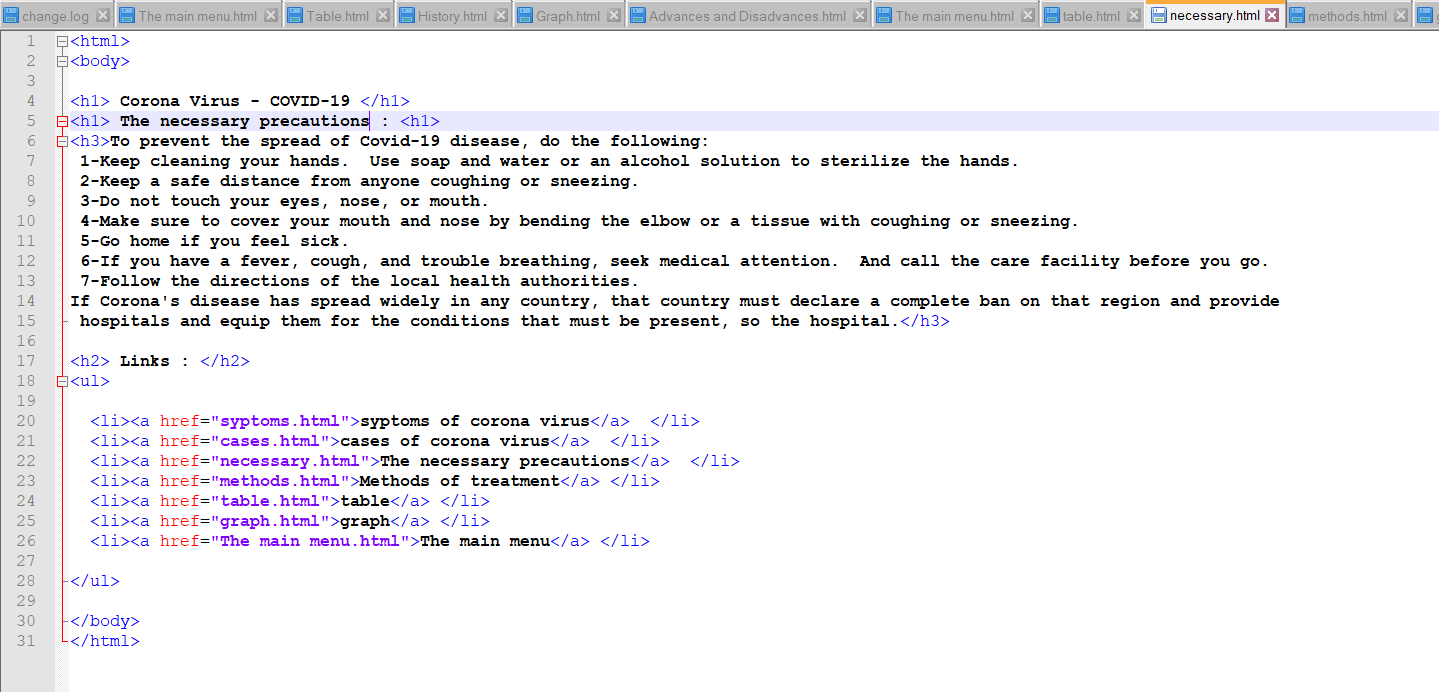 change.log The main menu.html Table.html History.html Graph.html Advances and Disadvances.html The main menu.html table.html necessary.html methods.html
1 <html>
2 <body>
3
4 <h1> Corona Virus - COVID-19 </h1>
5 <h1> The necessary precautions : <h1>
6 <h3>To prevent the spread of Covid-19 disease, do the following:
7 1-Keep cleaning your hands.  Use soap and water or an alcohol solution to sterilize the hands.
8 2-Keep a safe distance from anyone coughing or sneezing.
9 3-Do not touch your eyes, nose, or mouth.
10 4-Make sure to cover your mouth and nose by bending the elbow or a tissue with coughing or sneezing.
11 5-Go home if you feel sick.
12 6-If you have a fever, cough, and trouble breathing, seek medical attention.  And call the care facility before you go.
13 7-Follow the directions of the local health authorities.
14 If Corona's disease has spread widely in any country, that country must declare a complete ban on that region and provide
15 hospitals and equip them for the conditions that must be present, so the hospital.</h3>
16
17 <h2> Links : </h2>
18 <ul>
19
20 <li><a href="syptoms.html">syptoms of corona virus</a>  </li>
21 <li><a href="cases.html">cases of corona virus</a>  </li>
22 <li><a href="necessary.html">The necessary precautions</a>  </li>
23 <li><a href="methods.html">Methods of treatment</a> </li>
24 <li><a href="table.html">table</a> </li>
25 <li><a href="graph.html">graph</a> </li>
26 <li><a href="The main menu.html">The main menu</a> </li>
27
28 </ul>
29
30 </body>
31 </html>